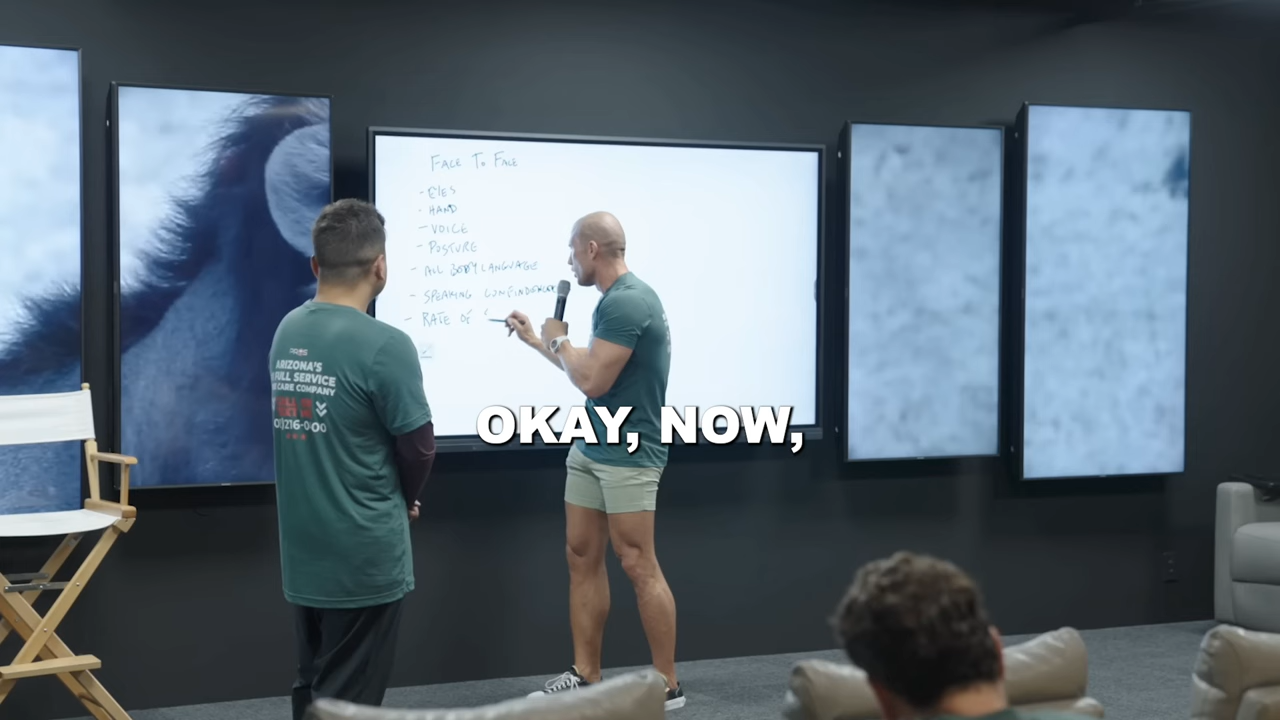 FACE TO FACE
- EYES
- HAND
- VOICE
- POSTURE
- ALL BODY LANGUAGE
- SPEAKING
- RATE OF
ARIZONA'S
FULL SERVICE
CARE COMPANY
OKAY, NOW,